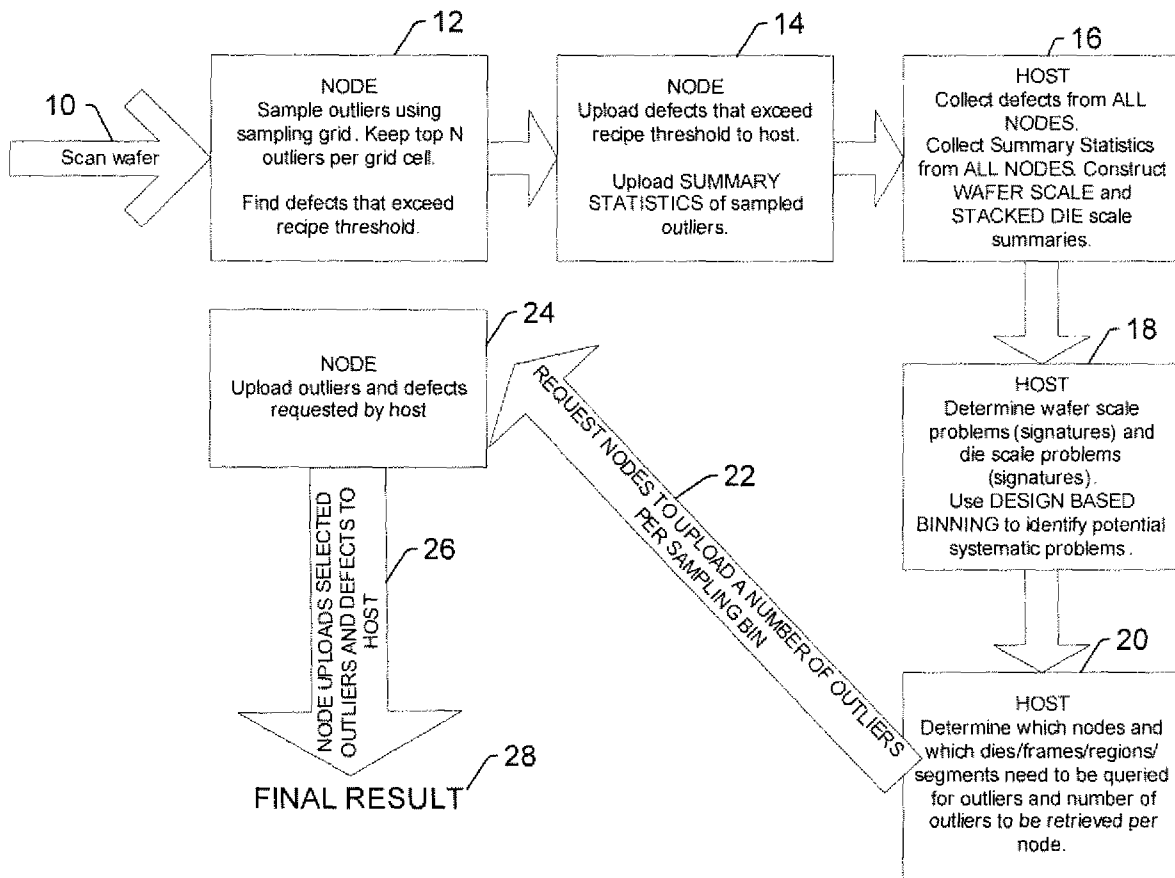 12
14
16
10
Scan wafer
NODE
Sample outliers using
sampling grid. Keep top N
outliers per grid cell.
Find defects that exceed
recipe threshold.
NODE
Upload defects that exceed
recipe threshold to host.
Upload SUMMARY
STATISTICS of sampled
outliers.
HOST
Collect defects from ALL
NODES.
Collect Summary Statistics
from ALL NODES. Construct
WAFER SCALE and
STACKED DIE scale
summaries.
18
HOST
Determine wafer scale
problems (signatures) and
die scale problems
(signatures).
Use DESIGN BASED
BINNING to identify potential
systematic problems.
20
HOST
Determine which nodes and
which dies/frames/regions/
segments need to be queried
for outliers and number of
outliers to be retrieved per
node.
22
REQUEST NODES TO UPLOAD A NUMBER OF OUTLIERS
PER SAMPLING BIN
24
NODE
Upload outliers and defects
requested by host
26
NODE UPLOADS SELECTED
OUTLIERS AND DEFECTS TO
HOST
28
FINAL RESULT